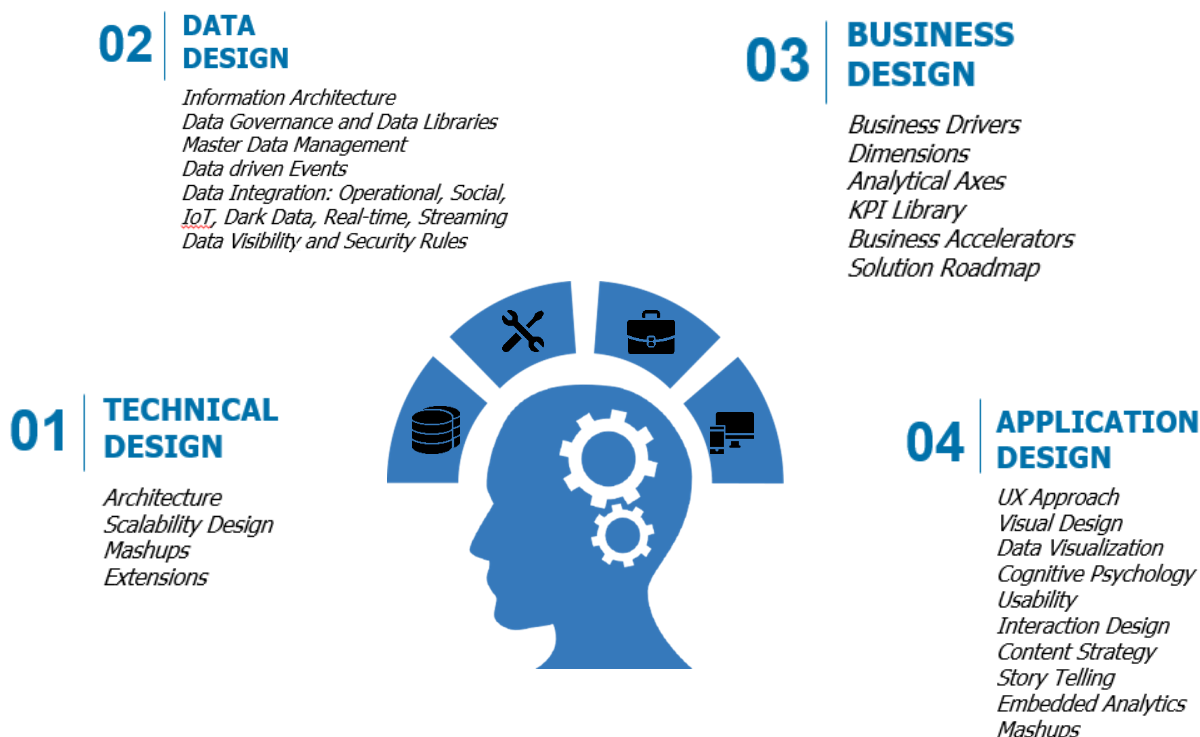 02
DATA
DESIGN
Information Architecture
Data Governance and Data Libraries
Master Data Management
Data driven Events
Data Integration: Operational, Social,
IoT, Dark Data, Real-time, Streaming
Data Visibility and Security Rules
03
BUSINESS
DESIGN
Business Drivers
Dimensions
Analytical Axes
KPI Library
Business Accelerators
Solution Roadmap
01
TECHNICAL
DESIGN
Architecture
Scalability Design
Mashups
Extensions
04
APPLICATION
DESIGN
UX Approach
Visual Design
Data Visualization
Cognitive Psychology
Usability
Interaction Design
Content Strategy
Story Telling
Embedded Analytics
Mashups